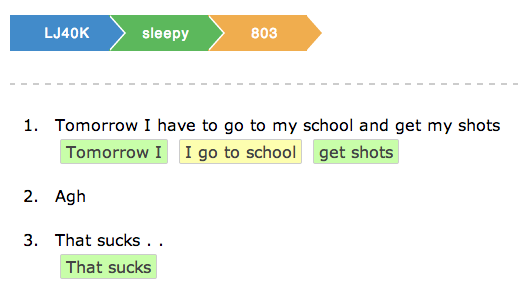 LJ40K sleepy 803
1. Tomorrow I have to go to my school and get my shots
Tomorrow I I go to school get shots
2. Agh
3. That sucks . .
That sucks